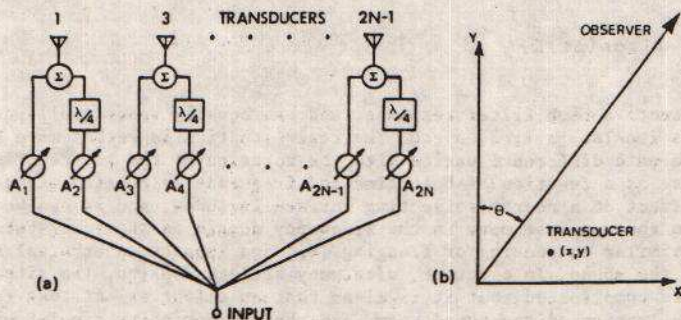 1 3 TRANSDUCERS 2N-1
Σ Σ Σ
λ/4 λ/4 λ/4
A1 A2 A3 A4 A2N-1 A2N
(a)
INPUT
OBSERVER
Y
θ
TRANSDUCER
(x,y)
(b)
X